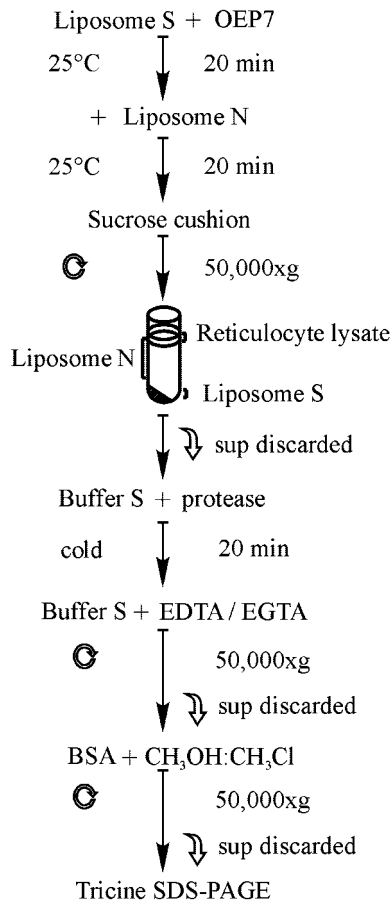 Liposome S + OEP7
25°C 20 min
+ Liposome N
25°C 20 min
Sucrose cushion
50,000xg
Reticulocyte lysate
Liposome N
Liposome S
sup discarded
Buffer S + protease
cold 20 min
Buffer S + EDTA / EGTA
50,000xg
sup discarded
BSA + CH₃OH:CH₃Cl
50,000xg
sup discarded
Tricine SDS-PAGE